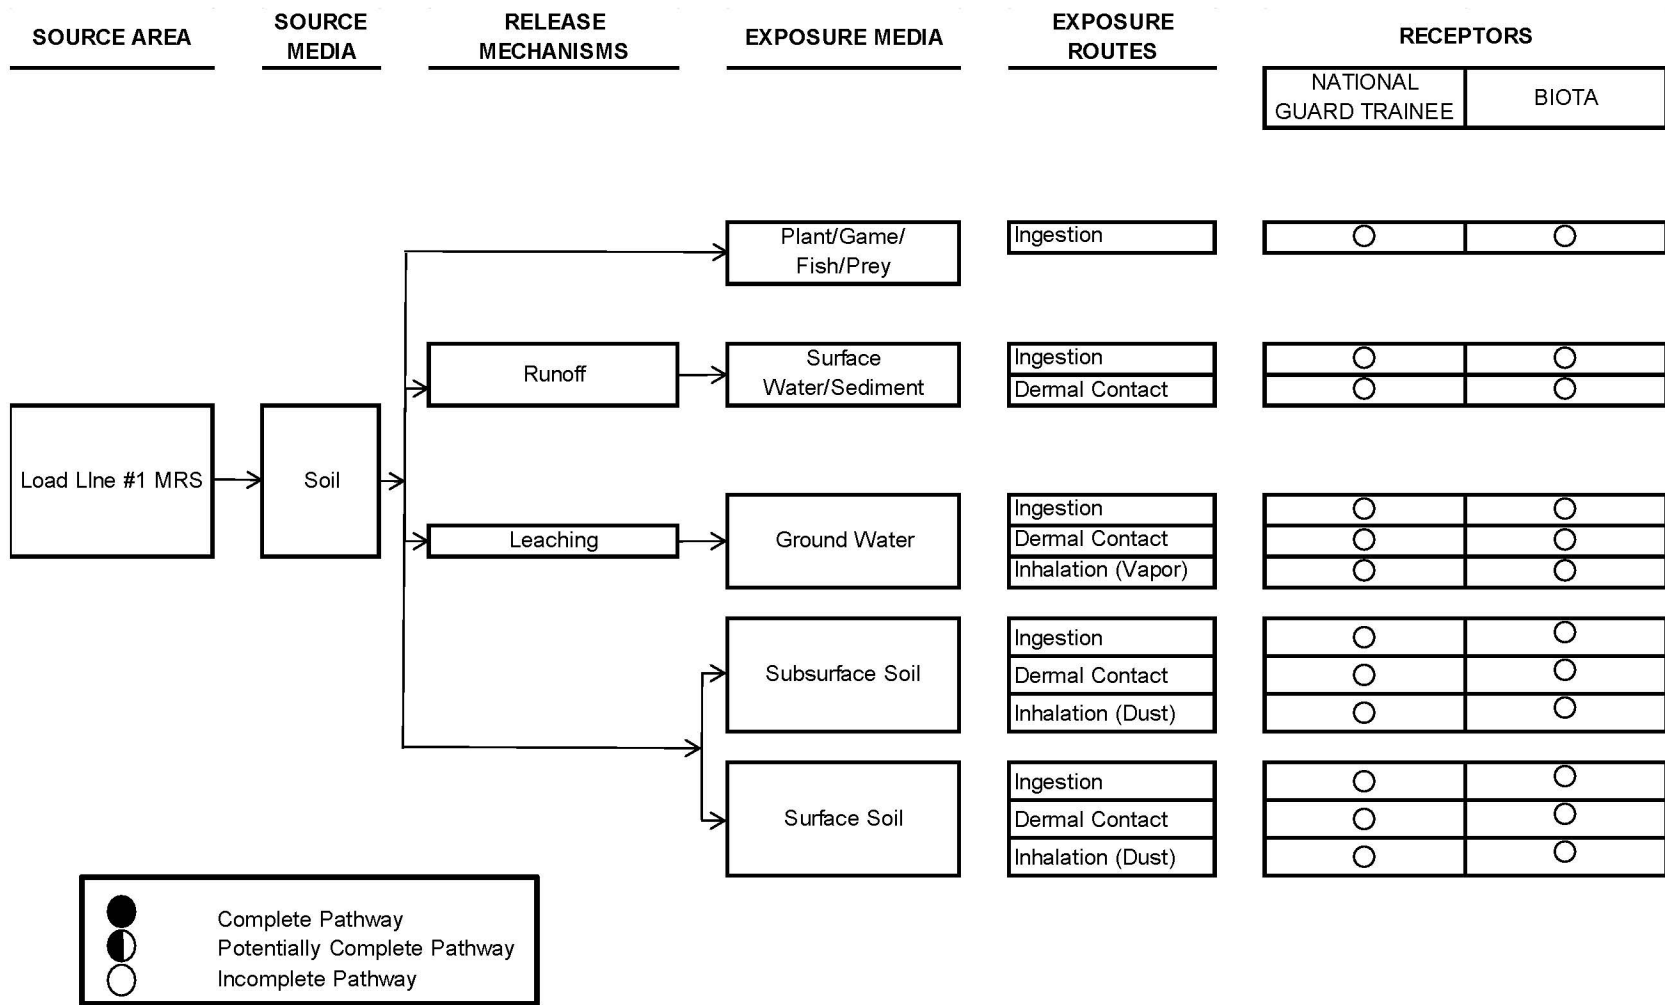 SOURCE AREA
SOURCE
MEDIA
RELEASE
MECHANISMS
EXPOSURE MEDIA
EXPOSURE
ROUTES
RECEPTORS
NATIONAL
GUARD TRAINEE
BIOTA
Plant/Game/
Fish/Prey
Ingestion
Runoff
Surface
Water/Sediment
Ingestion
Dermal Contact
Load LIne #1 MRS
Soil
Leaching
Ground Water
Ingestion
Dermal Contact
Inhalation (Vapor)
Subsurface Soil
Ingestion
Dermal Contact
Inhalation (Dust)
Surface Soil
Ingestion
Dermal Contact
Inhalation (Dust)
Complete Pathway
Potentially Complete Pathway
Incomplete Pathway